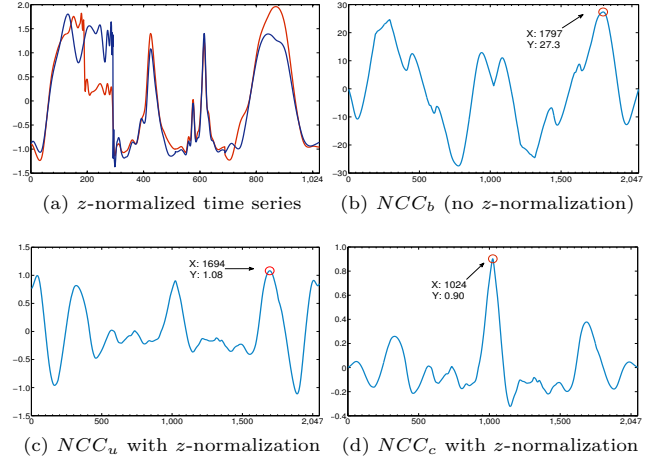 2.0
1.5
1.0
0.5
0
−0.5
−1.0
−1.5
0 200 400 600 800 1,024
(a) z-normalized time series
30
20
10
0
−10
−20
−30
0 500 1,000 1,500 2,047
X: 1797
Y: 27.3
(b) NCC_b (no z-normalization)
1.5
1.0
0.5
0
−0.5
−1.0
−1.5
0 500 1,000 1,500 2,047
X: 1694
Y: 1.08
(c) NCC_u with z-normalization
1.0
0.8
0.6
0.4
0.2
−0.0
−0.2
−0.4
0 500 1,000 1,500 2,047
X: 1024
Y: 0.90
(d) NCC_c with z-normalization